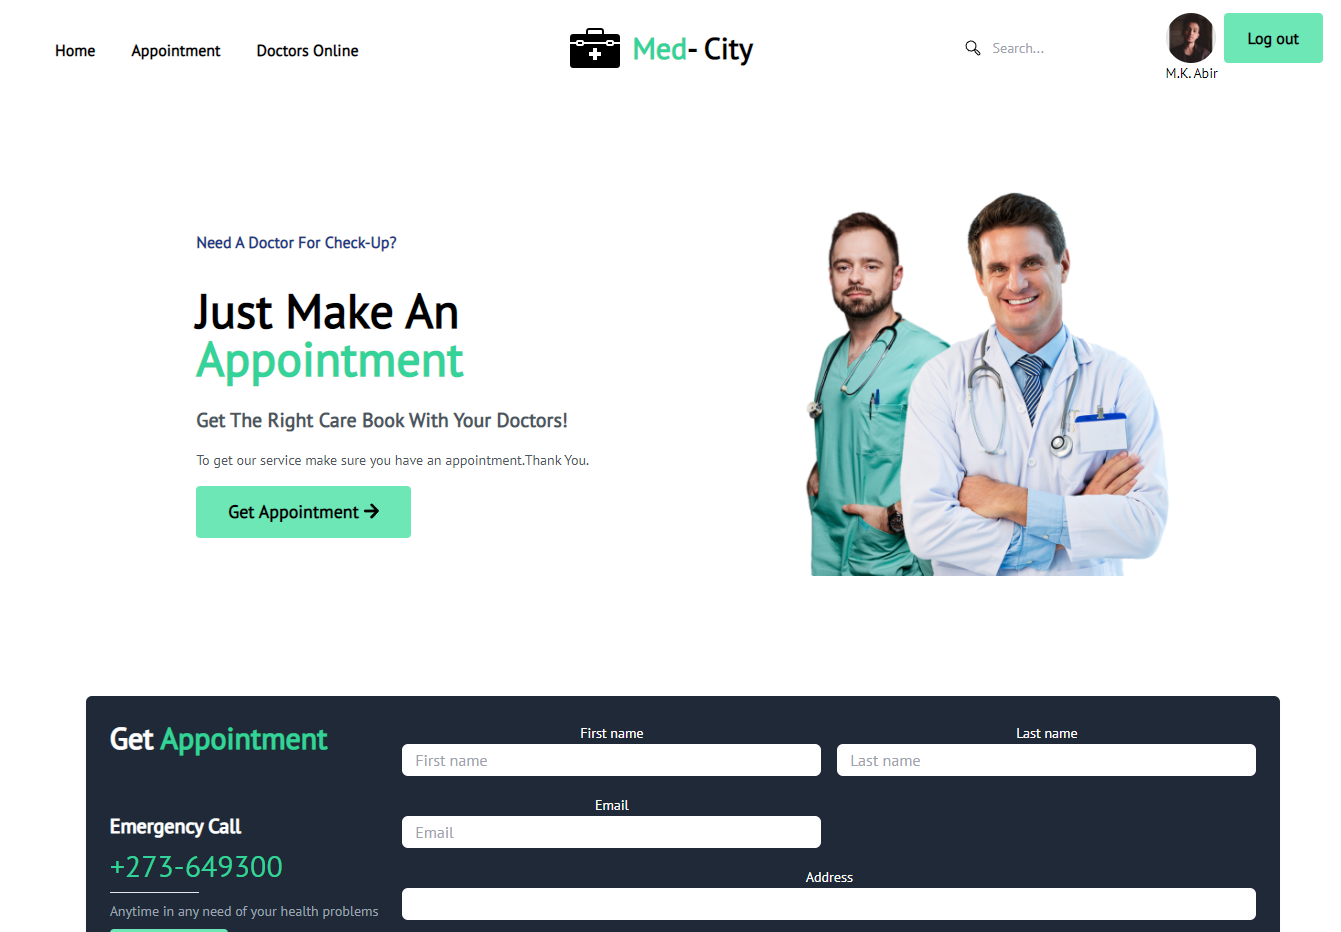 Home
Appointment
Doctors Online
Med- City
Search...
M.K. Abir
Log out
Need A Doctor For Check-Up?
Just Make An
Appointment
Get The Right Care Book With Your Doctors!
To get our service make sure you have an appointment.Thank You.
Get Appointment
Get Appointment
Emergency Call
+273-649300
Anytime in any need of your health problems
First name
First name
Last name
Last name
Email
Email
Address